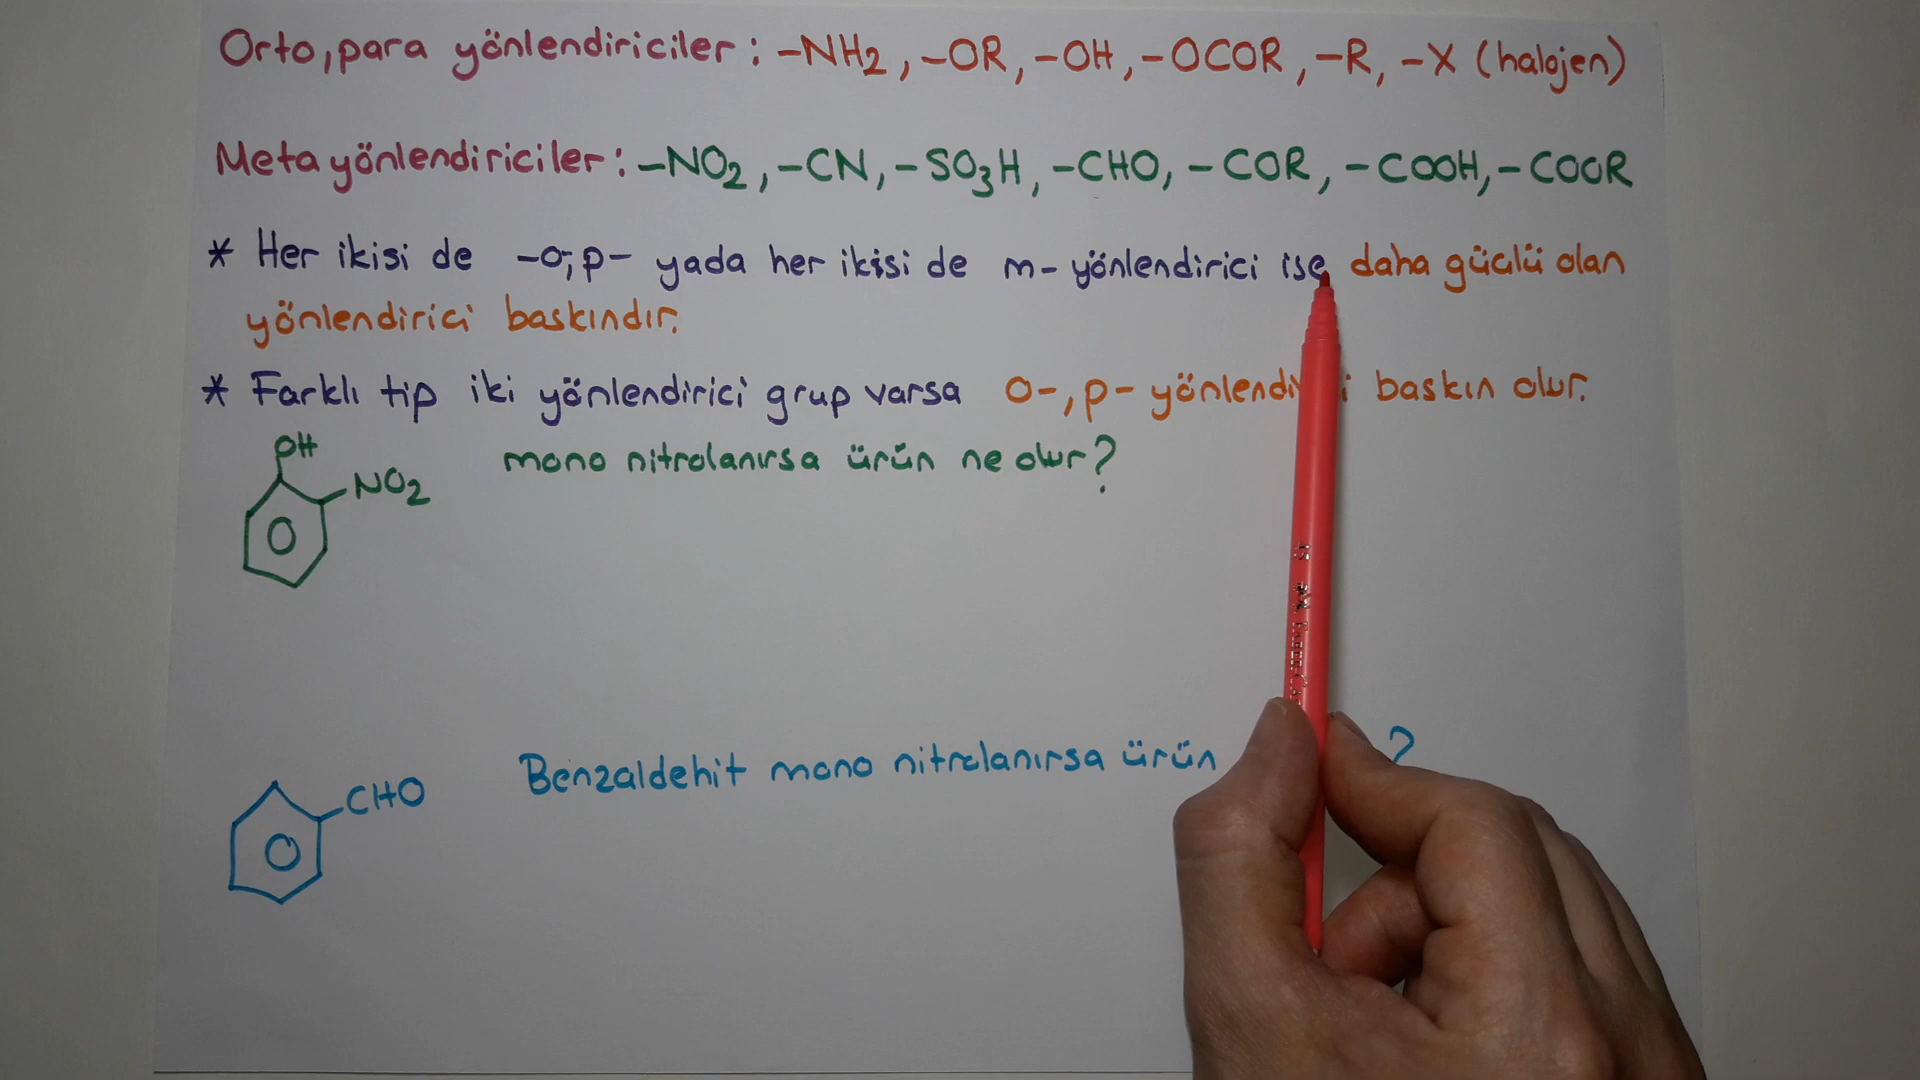 Orto, para yönlendiriciler : -NH2, -OR, -OH, -OCOR, -R, -X (halojen)
Meta yönlendiriciler : -NO2, -CN, -SO3H, -CHO, -COR, -COOH, -COOR
* Her ikisi de -o-, p- yada her ikisi de m- yönlendirici ise daha güçlü olan
yönlendirici baskındır.
* Farklı tip iki yönlendirici grup varsa o-, p- yönlendirici baskın olur.
OH
NO2
mono nitrolanırsa ürün ne olur?
Benzaldehit mono nitrolanırsa ürün ?
CHO